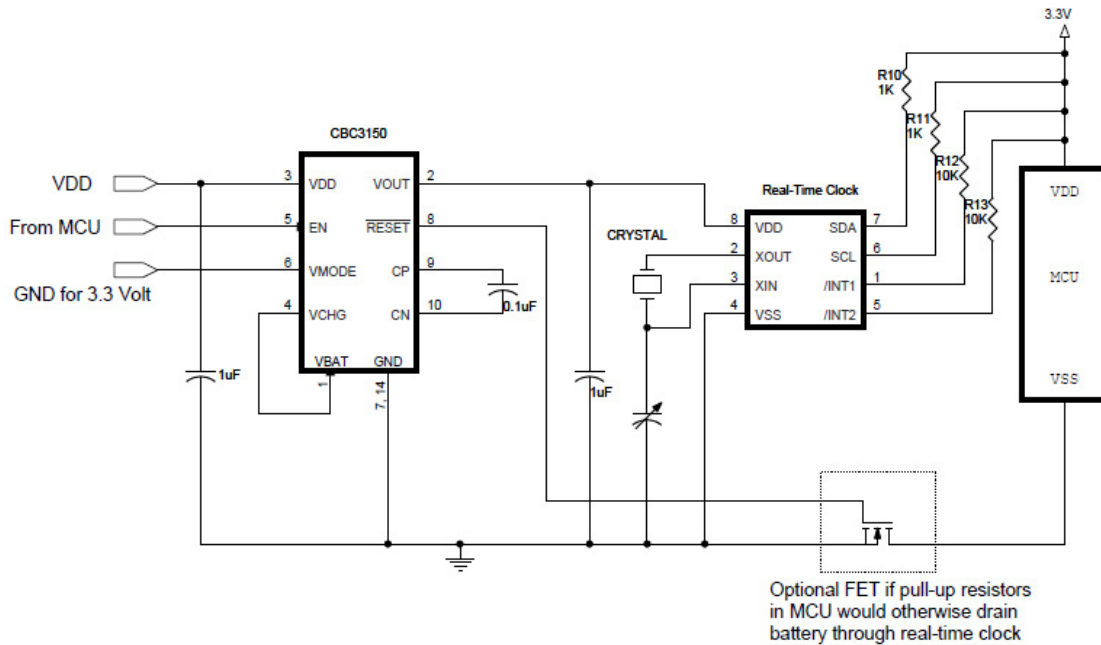 3.3V
R10
1K
R11
1K
R12
10K
R13
10K
CBC3150
VDD
From MCU
GND for 3.3 Volt
3
5
6
4
VDD
EN
VMODE
VCHG
VBAT
GND
VOUT
RESET
CP
CN
2
8
9
10
1
7, 14
0.1uF
1uF
1uF
CRYSTAL
Real-Time Clock
8
2
3
4
VDD
XOUT
XIN
VSS
SDA
SCL
/INT1
/INT2
7
6
1
5
VDD
MCU
VSS
Optional FET if pull-up resistors
in MCU would otherwise drain
battery through real-time clock